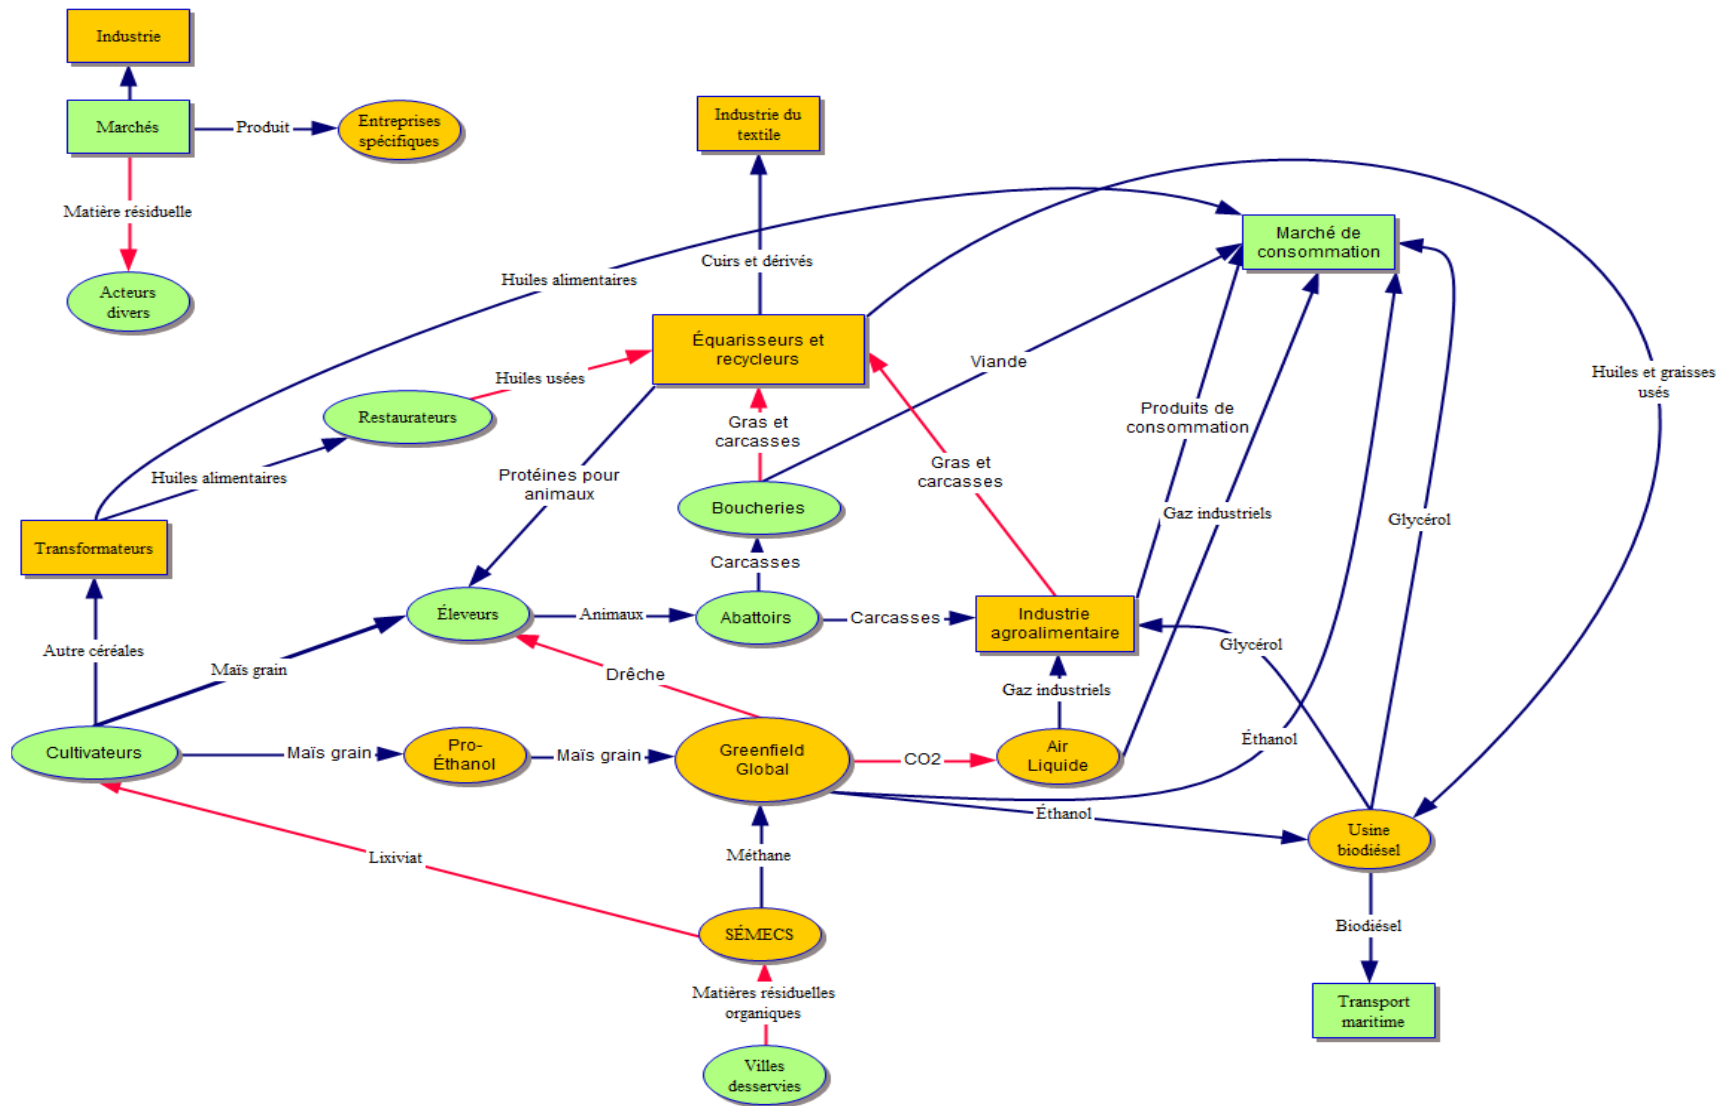 Industrie
Marchés
Produit
Entreprises
spécifiques
Matière résiduelle
Acteurs
divers
Industrie du
textile
Cuirs et dérivés
Marché de
consommation
Huiles alimentaires
Équarisseurs et
recycleurs
Viande
Huiles et graisses
usés
Huiles usées
Restaurateurs
Gras et
carcasses
Produits de
consommation
Huiles alimentaires
Protéines pour
animaux
Gras et
carcasses
Boucheries
Gaz industriels
Glycérol
Transformateurs
Carcasses
Éleveurs
Animaux
Abattoirs
Carcasses
Industrie
agroalimentaire
Glycérol
Autre céréales
Maïs grain
Drêche
Gaz industriels
Cultivateurs
Maïs grain
Pro-
Éthanol
Maïs grain
Greenfield
Global
CO2
Air
Liquide
Éthanol
Éthanol
Usine
biodiésel
Méthane
Lixiviat
SÉMECS
Biodiésel
Matières résiduelles
organiques
Transport
maritime
Villes
desservies